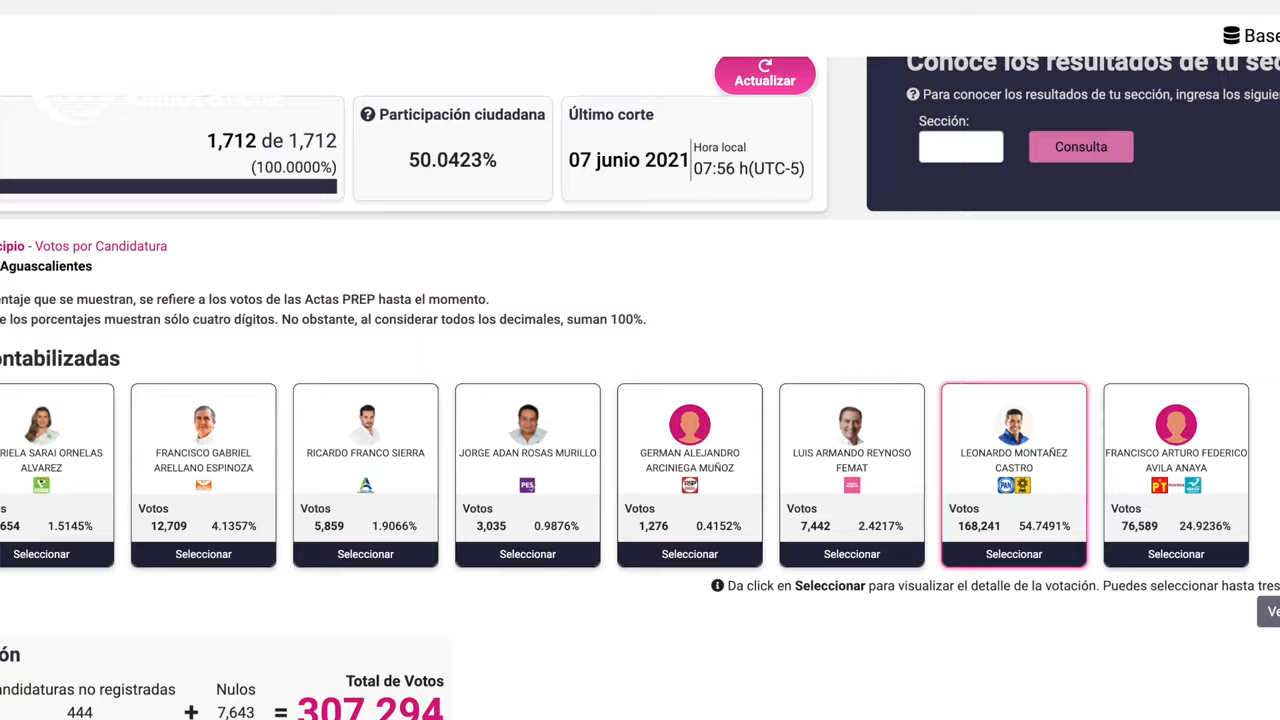 Base
Actualizar
Conoce los resultados de tu sec
Para conocer los resultados de tu sección, ingresa los siguie
Sección:
Consulta
1,712 de 1,712
(100.0000%)
Participación ciudadana
50.0423%
Último corte
07 junio 2021
Hora local
07:56 h(UTC-5)
cipio - Votos por Candidatura
Aguascalientes
entaje que se muestran, se refiere a los votos de las Actas PREP hasta el momento.
e los porcentajes muestran sólo cuatro dígitos. No obstante, al considerar todos los decimales, suman 100%.
ontabilizadas
RIELA SARAI ORNELAS
ALVAREZ
VERDE
s
654 1.5145%
Seleccionar
FRANCISCO GABRIEL
ARELLANO ESPINOZA
Votos
12,709 4.1357%
Seleccionar
RICARDO FRANCO SIERRA
Votos
5,859 1.9066%
Seleccionar
JORGE ADAN ROSAS MURILLO
PES
Votos
3,035 0.9876%
Seleccionar
GERMAN ALEJANDRO
ARCINIEGA MUÑOZ
RSP
Votos
1,276 0.4152%
Seleccionar
LUIS ARMANDO REYNOSO
FEMAT
Votos
7,442 2.4217%
Seleccionar
LEONARDO MONTAÑEZ
CASTRO
PAN PRD
Votos
168,241 54.7491%
Seleccionar
FRANCISCO ARTURO FEDERICO
AVILA ANAYA
PT morena
Votos
76,589 24.9236%
Seleccionar
Da click en Seleccionar para visualizar el detalle de la votación. Puedes seleccionar hasta tres
Ve
ón
andidaturas no registradas
444
+
Nulos
7,643
=
Total de Votos
307,294